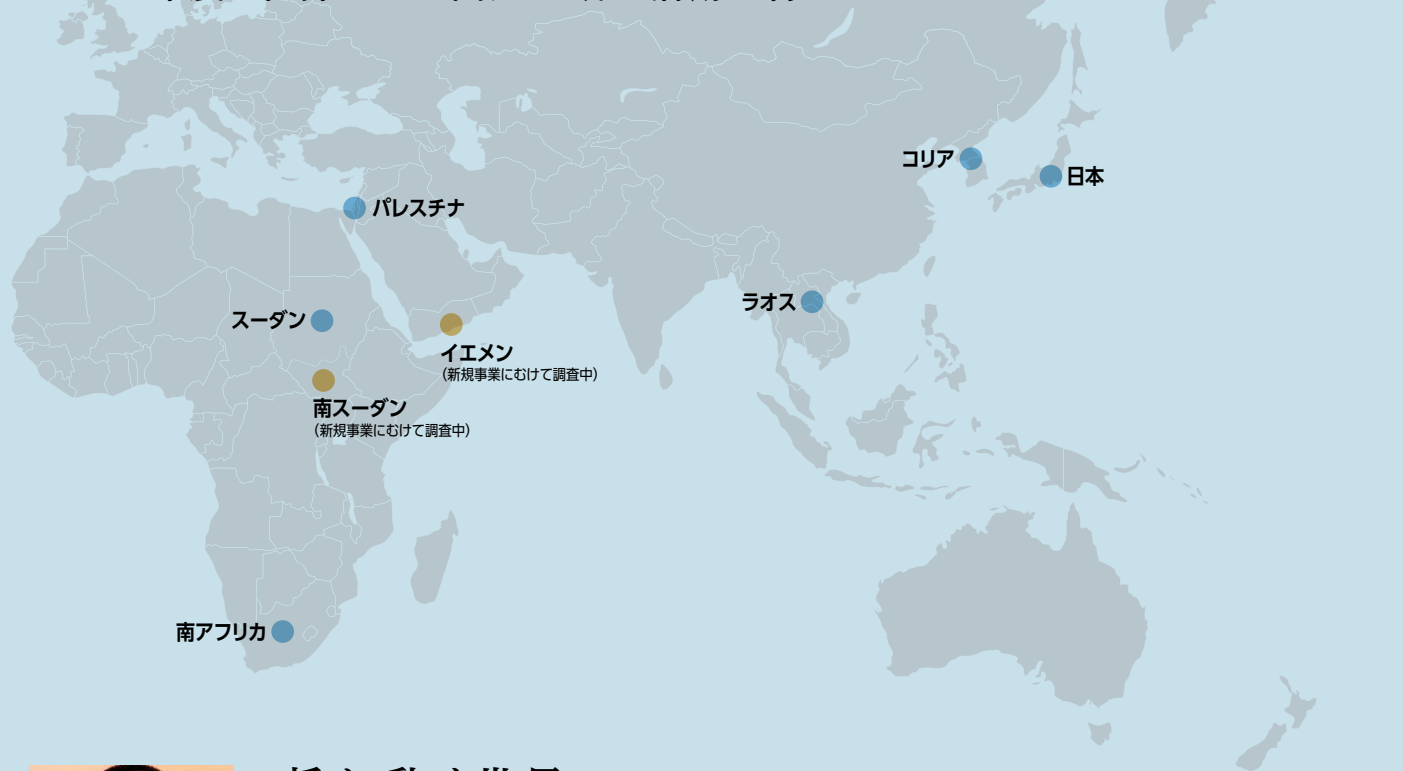 コリア
日本
パレスチナ
ラオス
スーダン
イエメン
（新規事業にむけて調査中）
南スーダン
（新規事業にむけて調査中）
南アフリカ